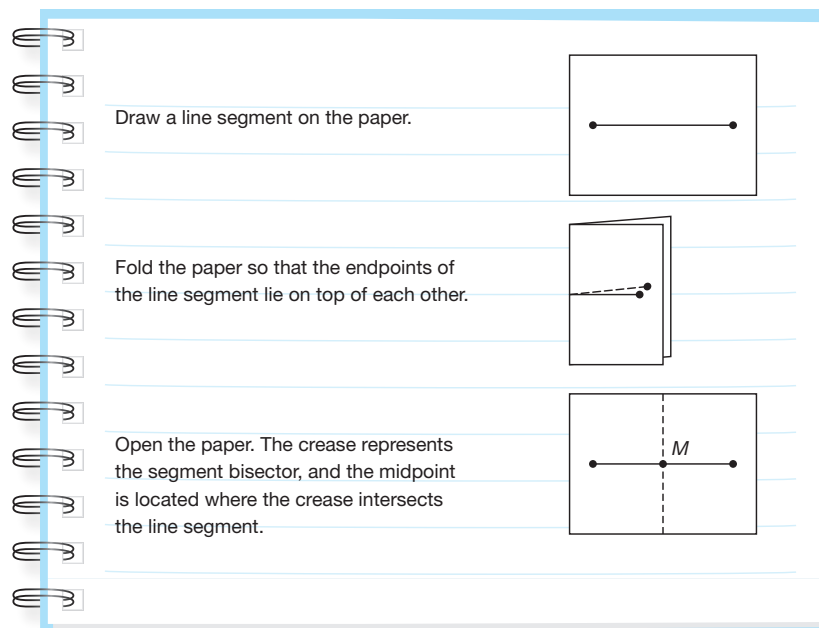 Draw a line segment on the paper.
Fold the paper so that the endpoints of
the line segment lie on top of each other.
Open the paper. The crease represents
the segment bisector, and the midpoint
is located where the crease intersects
the line segment.
M